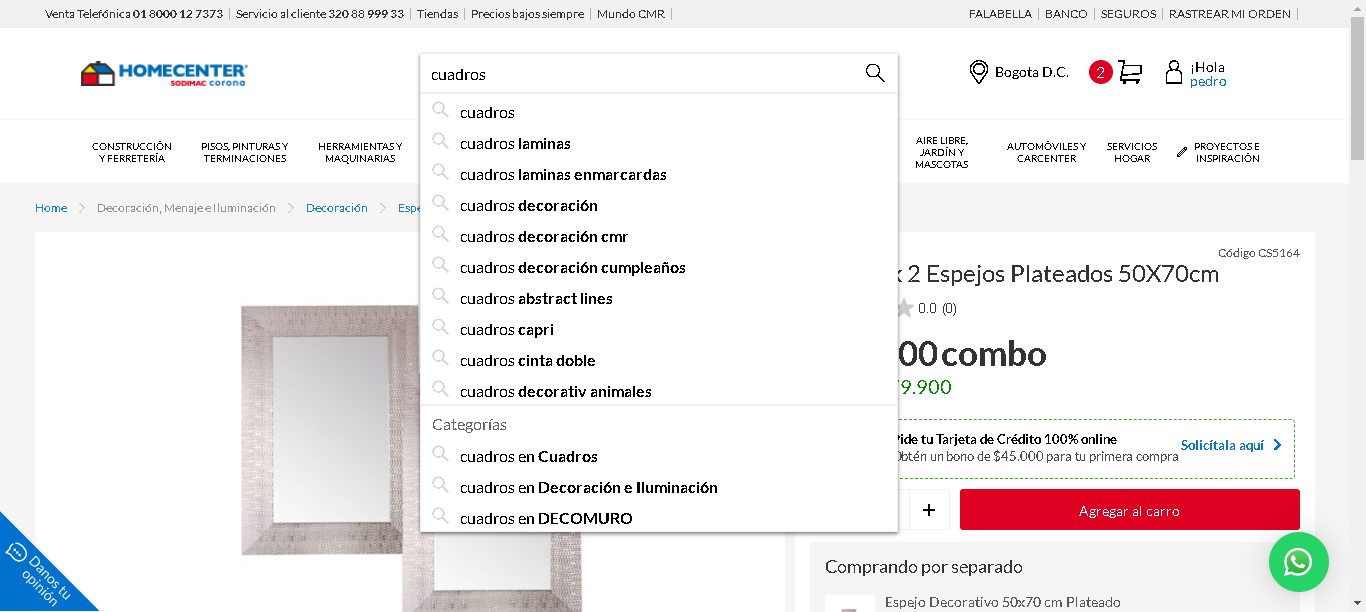 Venta Telefónica 01 8000 12 7373 Servicio al cliente 320 88 999 33 Tiendas Precios bajos siempre Mundo CMR FALABELLA BANCO SEGUROS RASTREAR MI ORDEN
HOMECENTER
SODIMAC corona
cuadros
Bogota D.C.
2
¡Hola
pedro
CONSTRUCCIÓN
Y FERRETERÍA
PISOS, PINTURAS Y
TERMINACIONES
HERRAMIENTAS Y
MAQUINARIAS
AIRE LIBRE,
JARDÍN Y
MASCOTAS
AUTOMÓVILES Y
CARCENTER
SERVICIOS
HOGAR
PROYECTOS E
INSPIRACIÓN
cuadros
cuadros laminas
cuadros laminas enmarcardas
cuadros decoración
cuadros decoración cmr
cuadros decoración cumpleaños
cuadros abstract lines
cuadros capri
cuadros cinta doble
cuadros decorativ animales
Categorías
cuadros en Cuadros
cuadros en Decoración e Iluminación
cuadros en DECOMURO
Home Decoración, Menaje e Iluminación Decoración Espe
Código CS5164
x 2 Espejos Plateados 50X70cm
0.0 (0)
00 combo
9.900
ide tu Tarjeta de Crédito 100% online
btén un bono de $45.000 para tu primera compra
Solicítala aquí
+
Agregar al carro
Comprando por separado
Espejo Decorativo 50x70 cm Plateado
Danos tu
opinión